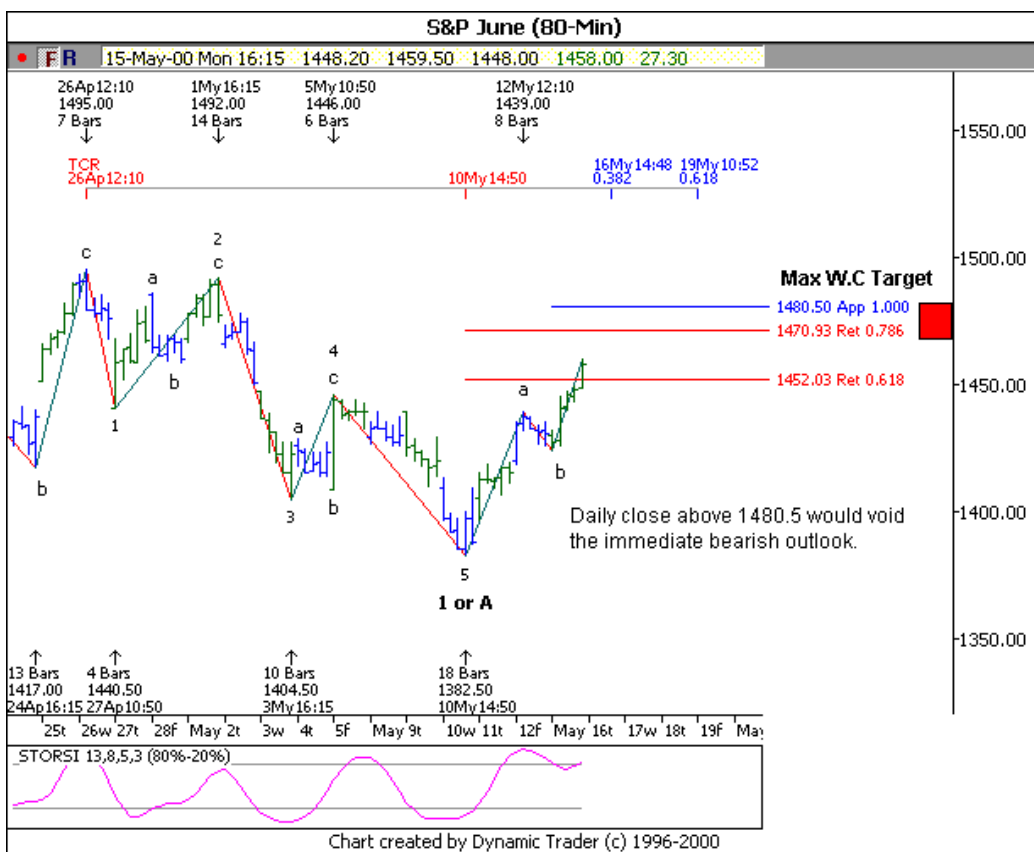 S&P June (80-Min)
F R 15-May-00 Mon 16:15 1448.20 1459.50 1448.00 1458.00 27.30
26Ap12:10 1My16:15 5My10:50 12My12:10
1495.00 1492.00 1446.00 1439.00
7 Bars 14 Bars 6 Bars 8 Bars
1550.00
TCR 16My14:48 19My10:52
26Ap12:10 10My14:50 0.382 0.618
2
c a c
1500.00
Max W.C Target
1480.50 App 1.000
1470.93 Ret 0.786
b
4
c
1452.03 Ret 0.618
1450.00
1 a a
b b b
3
1400.00
Daily close above 1480.5 would void
the immediate bearish outlook.
5
1 or A
1350.00
13 Bars 4 Bars 10 Bars 18 Bars
1417.00 1440.50 1404.50 1382.50
24Ap16:15 27Ap10:50 3My16:15 10My14:50
25t 26w 27t 28f May 2t 3w 4t 5f May 9t 10w 11t 12f May 16t 17w 18t 19f May
STORSI 13,8,5,3 (80%-20%)
Chart created by Dynamic Trader (c) 1996-2000